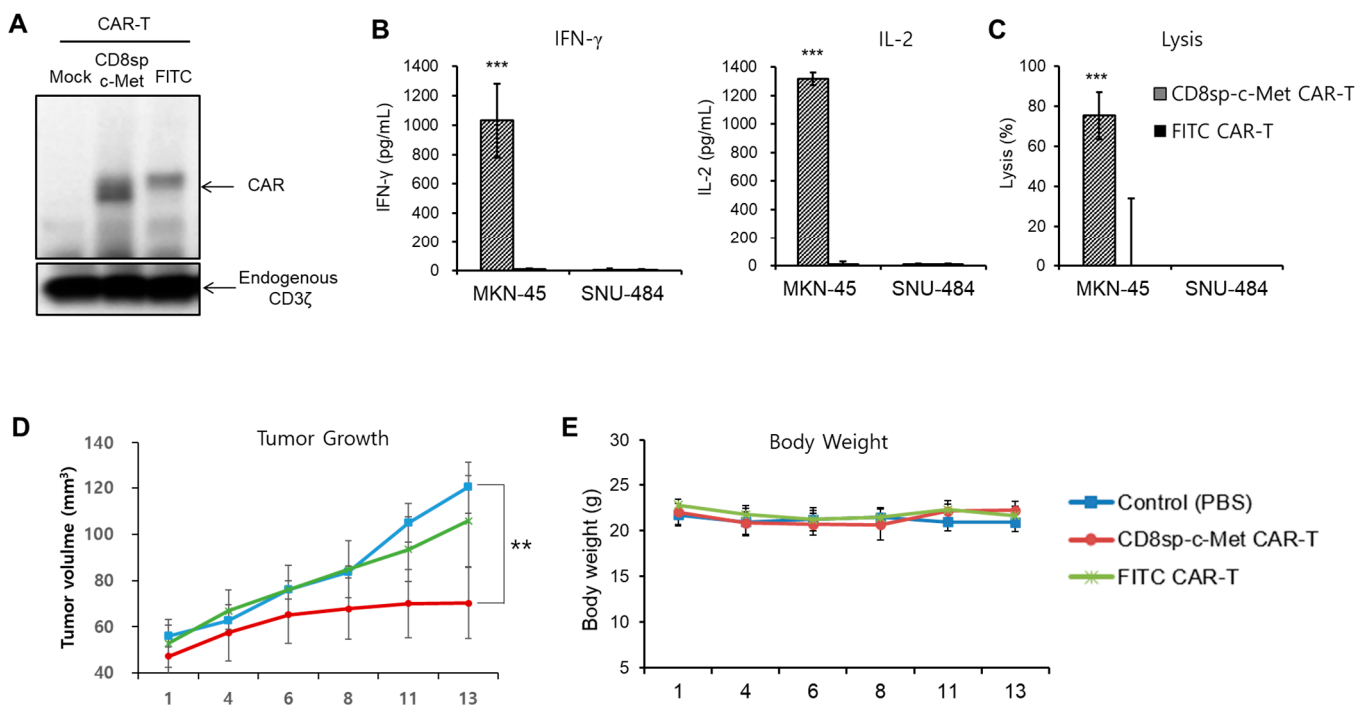 A
CAR-T
Mock CD8sp c-Met FITC
CAR
Endogenous
CD3ζ
B
IFN-γ
***
IFN-γ (pg/mL)
1400
1200
1000
800
600
400
200
0
MKN-45 SNU-484
IL-2
***
IL-2 (pg/mL)
1400
1200
1000
800
600
400
200
0
MKN-45 SNU-484
C
Lysis
***
Lysis (%)
100
80
60
40
20
0
MKN-45 SNU-484
CD8sp-c-Met CAR-T
FITC CAR-T
D
Tumor Growth
Tumor volulme (mm³)
140
120
100
80
60
40
1 4 6 8 11 13
**
E
Body Weight
Body weight (g)
30
25
20
15
10
5
1 4 6 8 11 13
Control (PBS)
CD8sp-c-Met CAR-T
FITC CAR-T